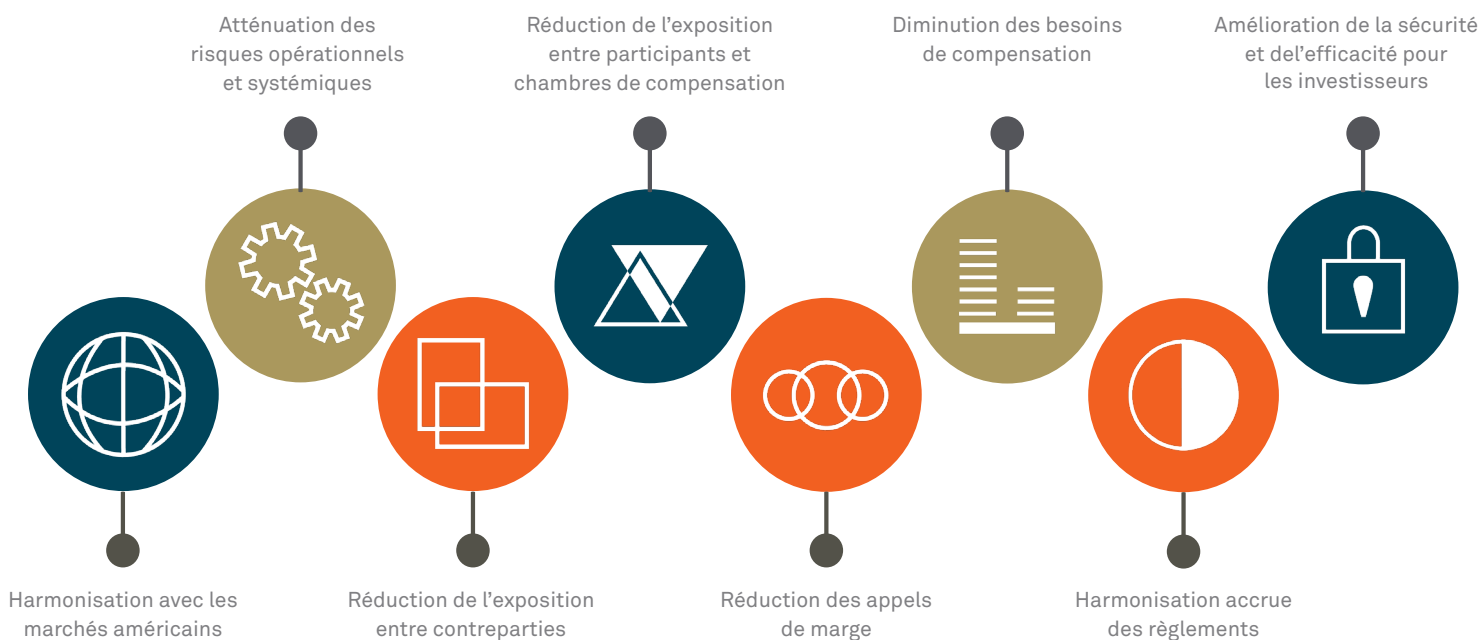 Atténuation des
risques opérationnels
et systémiques
Réduction de l’exposition
entre participants et
chambres de compensation
Diminution des besoins
de compensation
Amélioration de la sécurité
et del’efficacité pour
les investisseurs
Harmonisation avec les
marchés américains
Réduction de l’exposition
entre contreparties
Réduction des appels
de marge
Harmonisation accrue
des règlements